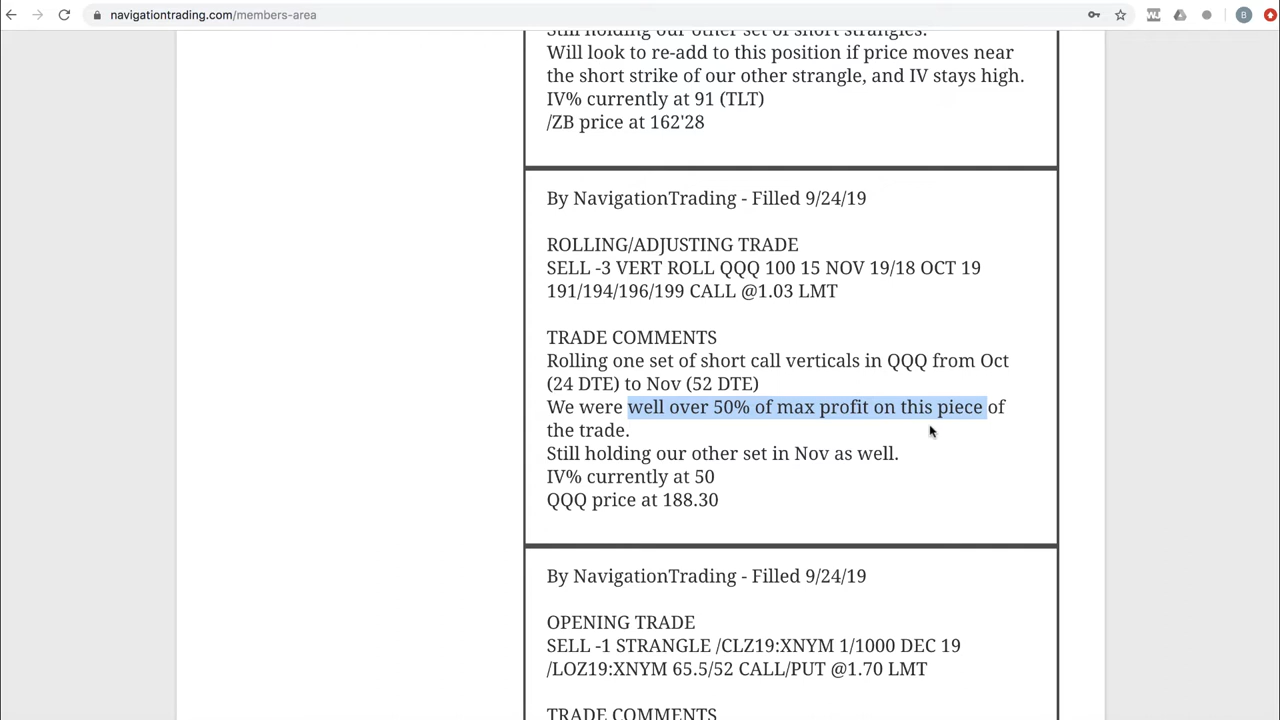 navigationtrading.com/members-area
B
Still holding our other set of short strangles.
Will look to re-add to this position if price moves near
the short strike of our other strangle, and IV stays high.
IV% currently at 91 (TLT)
/ZB price at 162'28
By NavigationTrading - Filled 9/24/19
ROLLING/ADJUSTING TRADE
SELL -3 VERT ROLL QQQ 100 15 NOV 19/18 OCT 19
191/194/196/199 CALL @1.03 LMT
TRADE COMMENTS
Rolling one set of short call verticals in QQQ from Oct
(24 DTE) to Nov (52 DTE)
We were well over 50% of max profit on this piece of
the trade.
Still holding our other set in Nov as well.
IV% currently at 50
QQQ price at 188.30
By NavigationTrading - Filled 9/24/19
OPENING TRADE
SELL -1 STRANGLE /CLZ19:XNYM 1/1000 DEC 19
/LOZ19:XNYM 65.5/52 CALL/PUT @1.70 LMT
TRADE COMMENTS